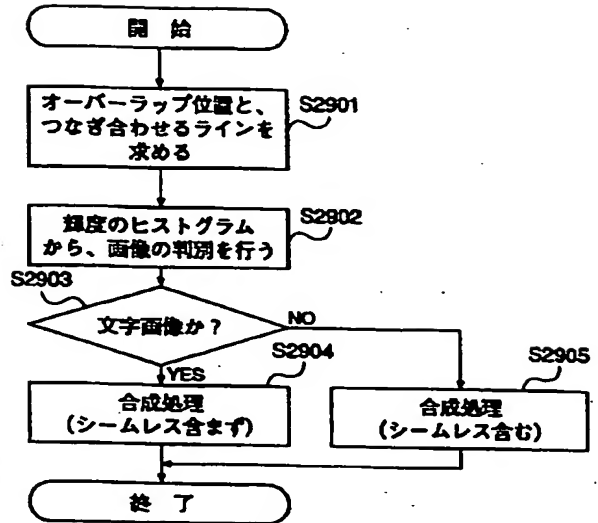 開 始
オーバーラップ位置と、
つなぎ合わせるラインを
求める
S2901
輝度のヒストグラム
から、画像の判別を行う
S2902
S2903
文字画像か？
NO
YES
S2904
合成処理
(シームレス含まず)
S2905
合成処理
(シームレス含む)
終 了